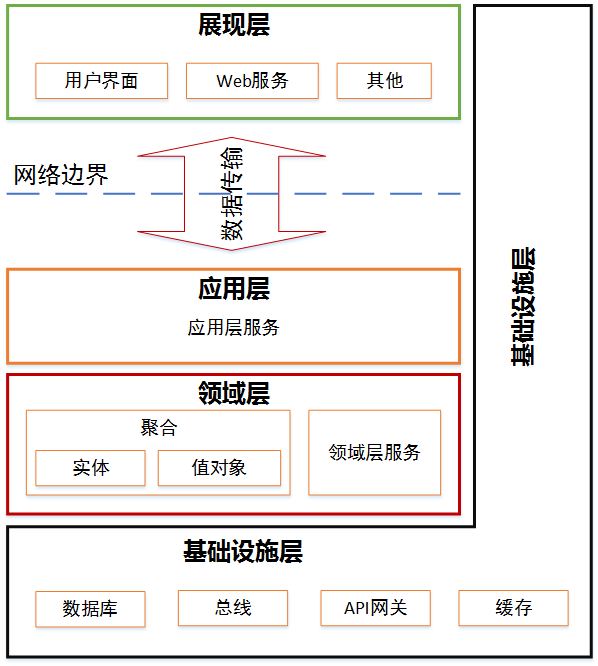 展现层
用户界面
Web服务
其他
网络边界
数据传输
应用层
应用层服务
领域层
聚合
实体
值对象
领域层服务
基础设施层
基础设施层
数据库
总线
API网关
缓存